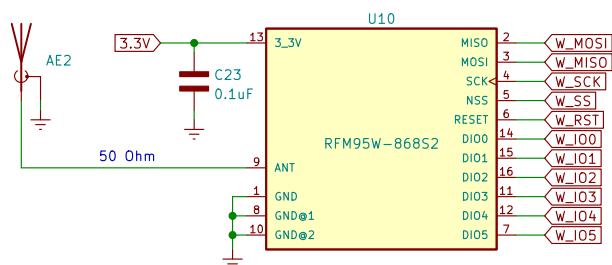 U10
3.3V
13
3_3V
MISO
2
W_MOSI
AE2
MOSI
3
W_MISO
C23
SCK
4
W_SCK
0.1uF
NSS
5
W_SS
RESET
6
W_RST
RFM95W-868S2
DIO0
14
W_IO0
50 Ohm
9
ANT
DIO1
15
W_IO1
DIO2
16
W_IO2
1
GND
DIO3
11
W_IO3
8
GND@1
DIO4
12
W_IO4
10
GND@2
DIO5
7
W_IO5